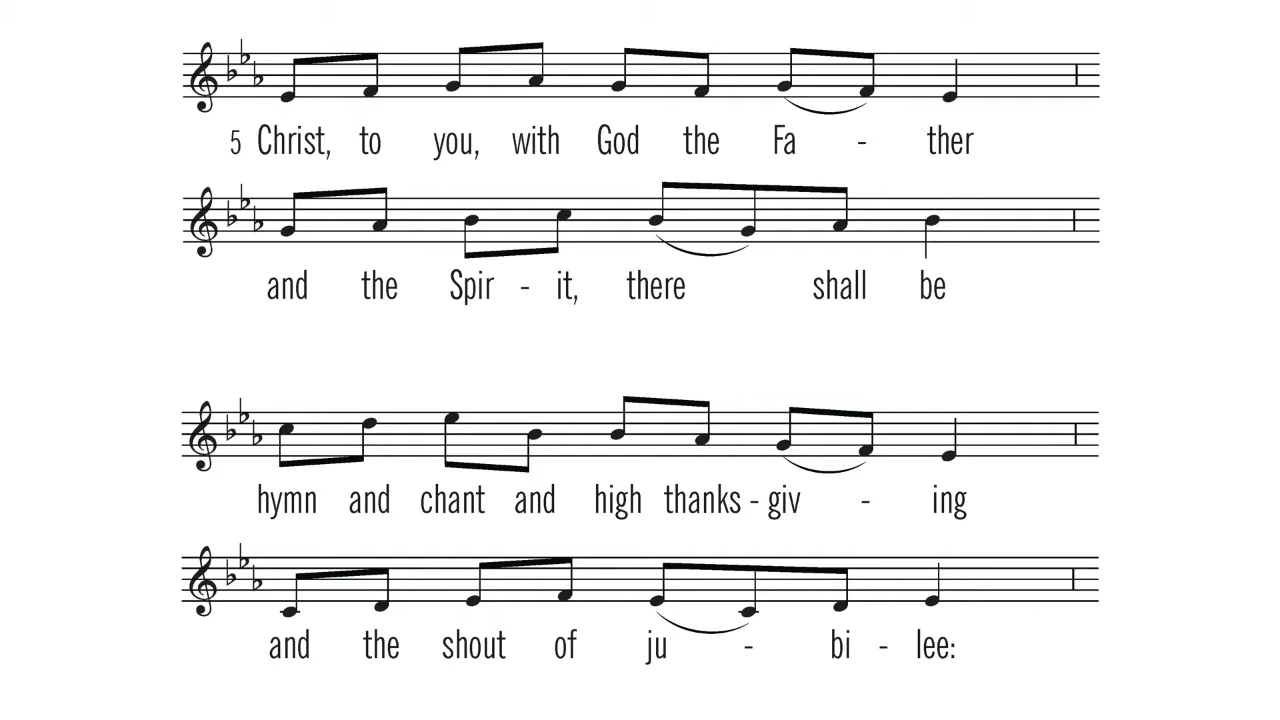 5 Christ, to you, with God the Fa - ther
and the Spir - it, there shall be
hymn and chant and high thanks - giv - ing
and the shout of ju - bi - lee: